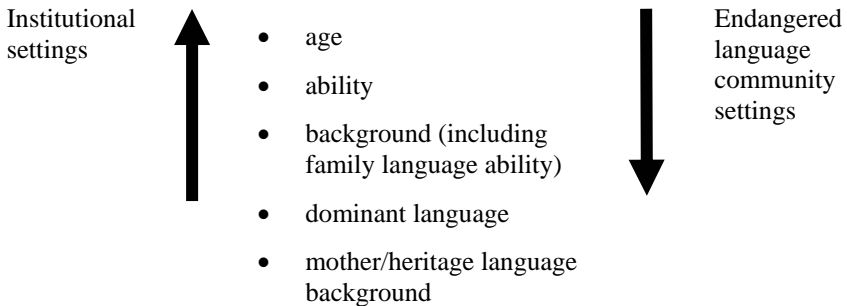 Institutional
settings
• age
• ability
• background (including
family language ability)
• dominant language
• mother/heritage language
background
Endangered
language
community
settings